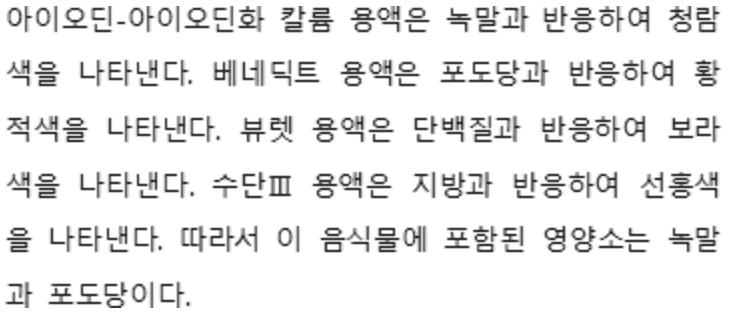 아이오딘-아이오딘화 칼륨 용액은 녹말과 반응하여 청람
색을 나타낸다. 베네딕트 용액은 포도당과 반응하여 황
적색을 나타낸다. 뷰렛 용액은 단백질과 반응하여 보라
색을 나타낸다. 수단Ⅲ 용액은 지방과 반응하여 선홍색
을 나타낸다. 따라서 이 음식물에 포함된 영양소는 녹말
과 포도당이다.